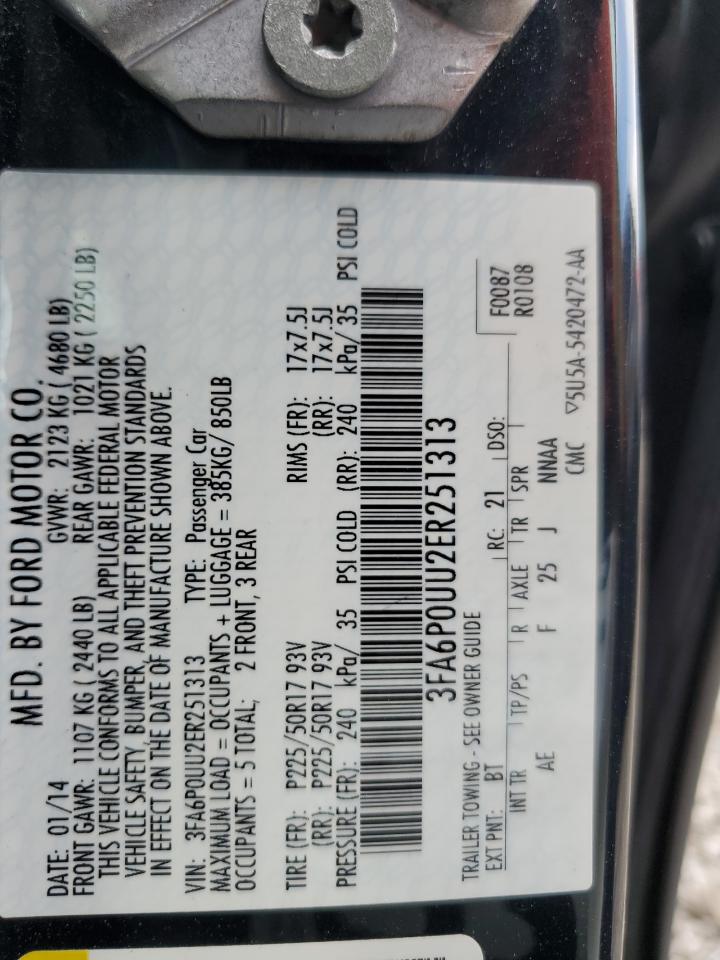 MFD. BY FORD MOTOR CO.
DATE: 01/14 GVWR: 2123 KG ( 4680 LB)
FRONT GAWR: 1107 KG ( 2440 LB) REAR GAWR: 1021 KG ( 2250 LB)
THIS VEHICLE CONFORMS TO ALL APPLICABLE FEDERAL MOTOR
VEHICLE SAFETY, BUMPER, AND THEFT PREVENTION STANDARDS
IN EFFECT ON THE DATE OF MANUFACTURE SHOWN ABOVE.
VIN: 3FA6P0UU2ER251313 TYPE: Passenger Car
MAXIMUM LOAD = OCCUPANTS + LUGGAGE = 385KG/ 850LB
OCCUPANTS = 5 TOTAL; 2 FRONT, 3 REAR
TIRE (FR): P225/50R17 93V RIMS (FR): 17x7.5J
(RR): P225/50R17 93V (RR): 17x7.5J
PRESSURE (FR): 240 kPa/ 35 PSI COLD (RR): 240 kPa/ 35 PSI COLD
3FA6P0UU2ER251313
TRAILER TOWING - SEE OWNER GUIDE
EXT PNT: BT RC: 21 DSO: F0087
R0108
INT TR TP/PS R AXLE TR SPR
AE F 25 J NNAA
CMC ▽5U5A-5420472-AA